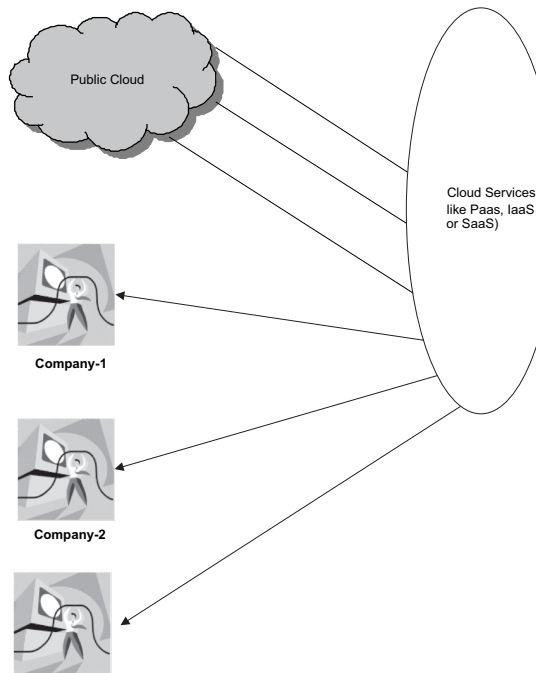 Public Cloud
Cloud Services
like Paas, IaaS
or SaaS)
Company-1
Company-2